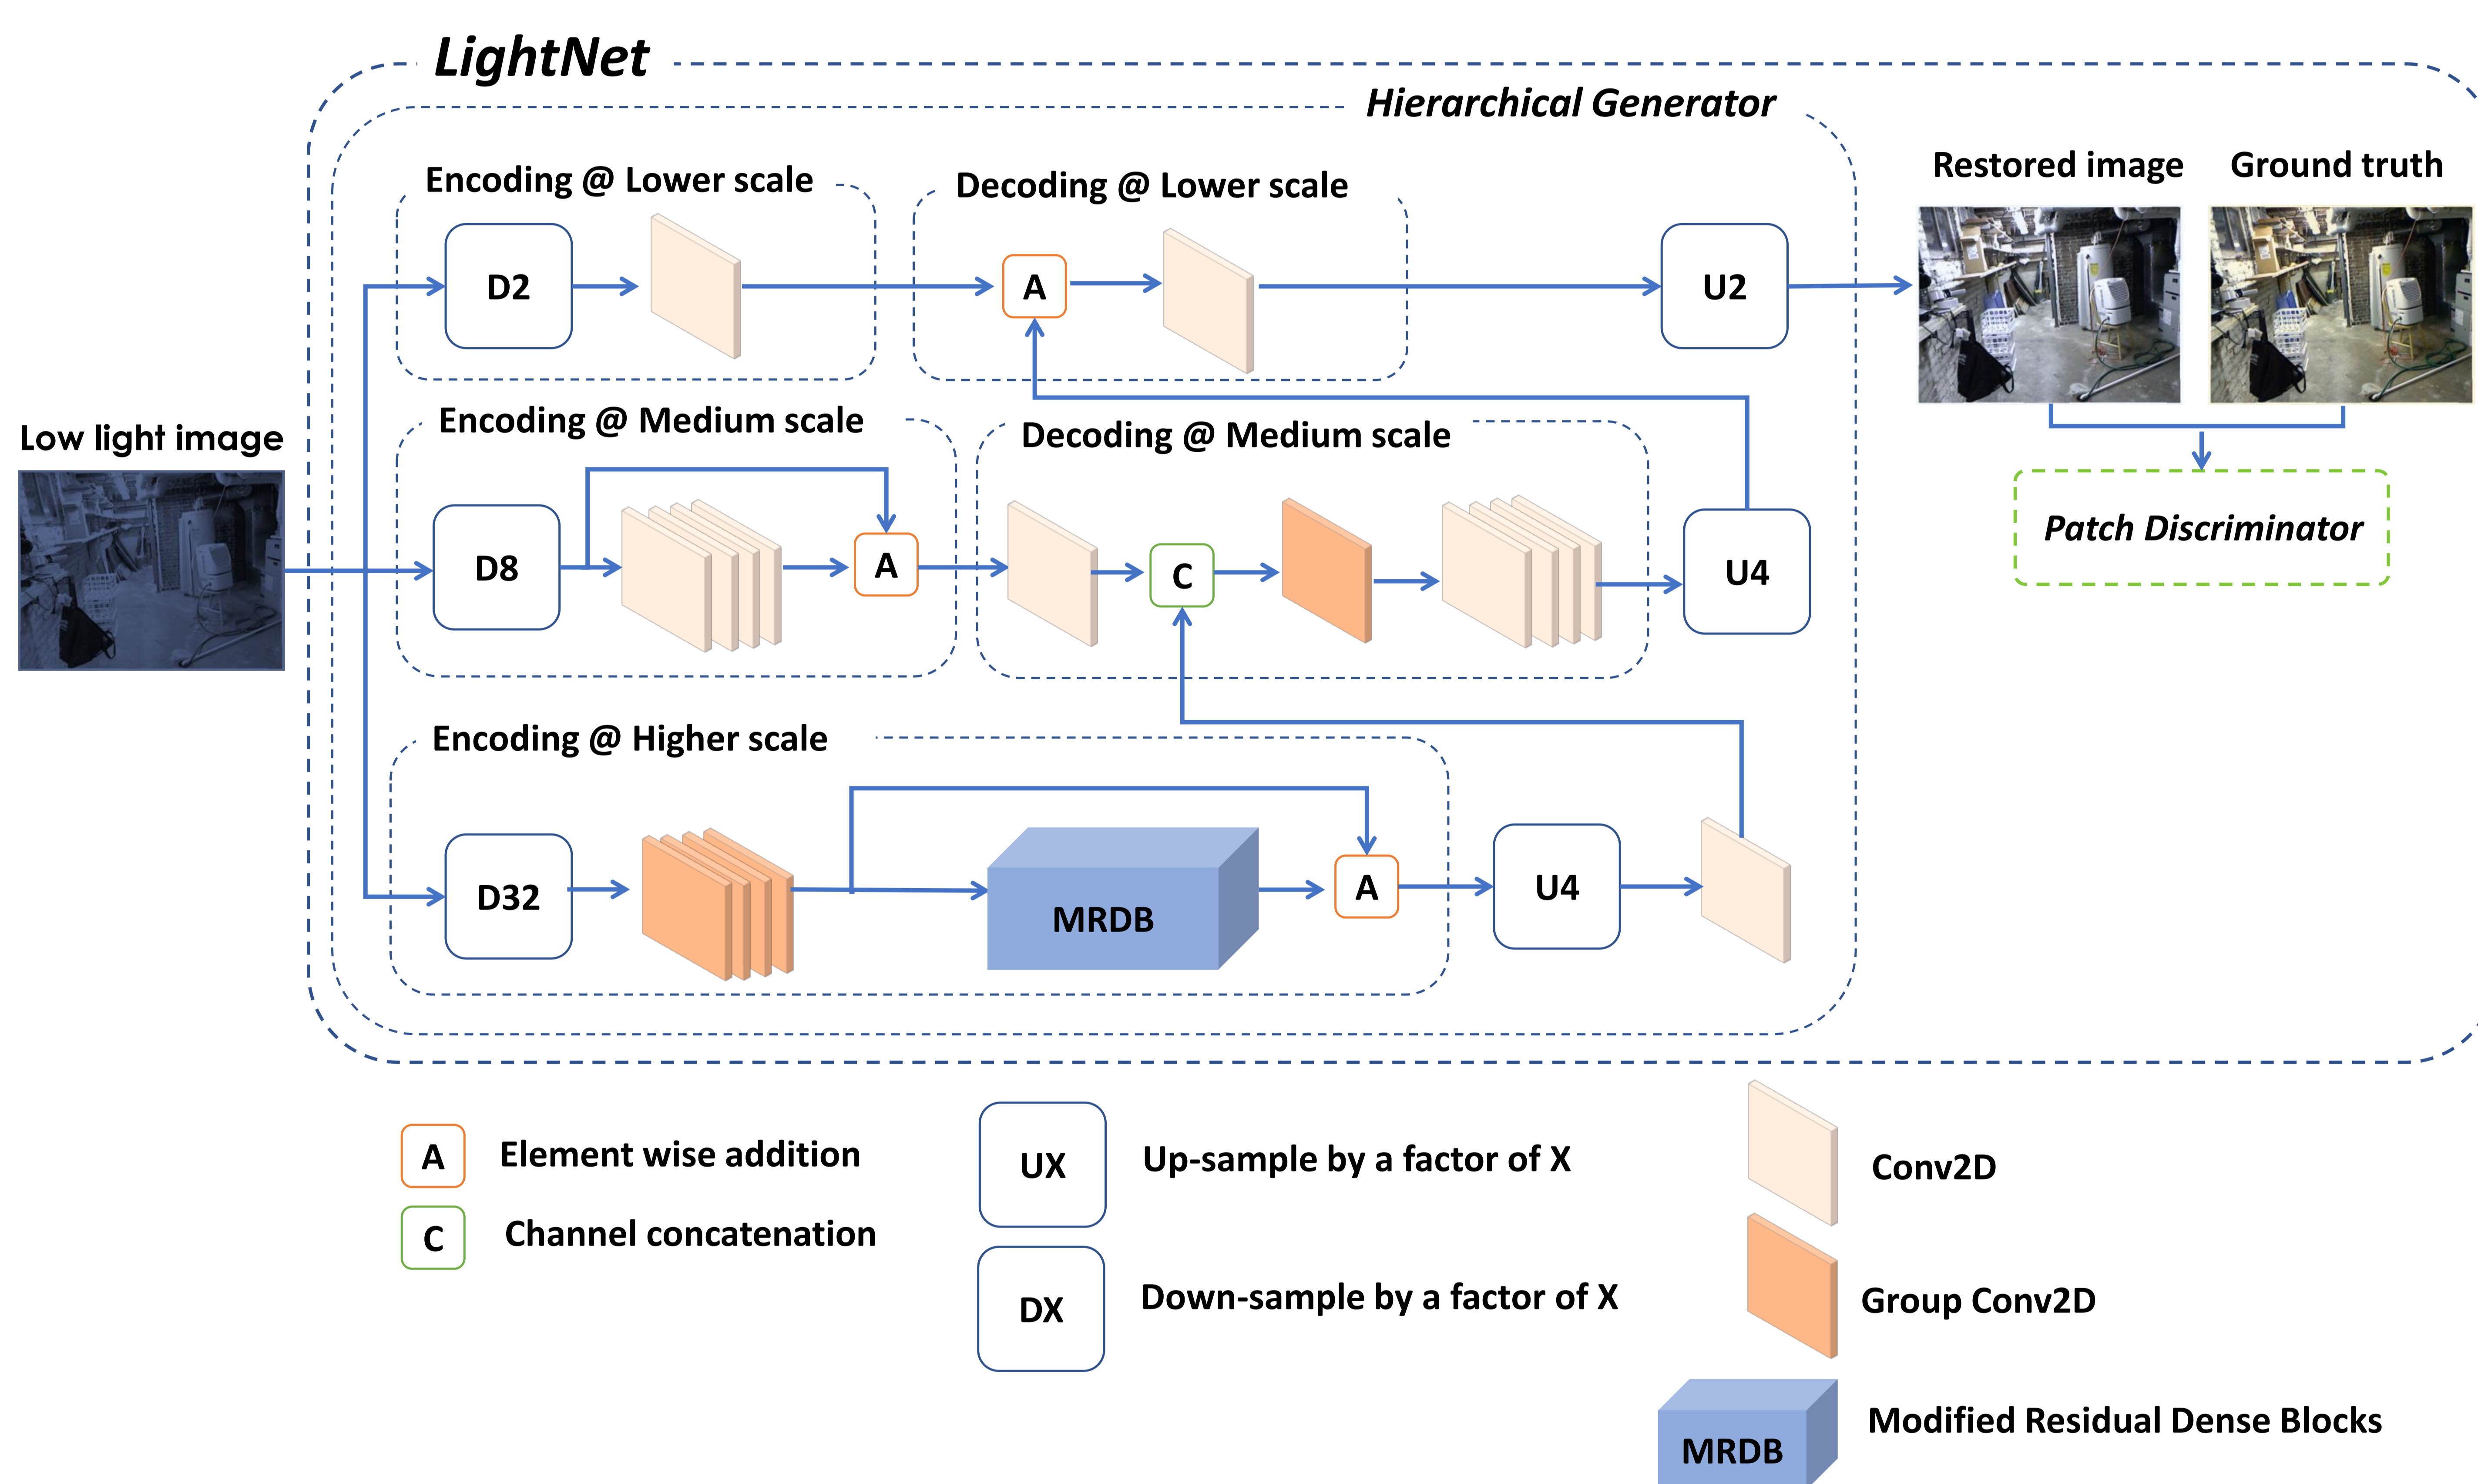 LightNet
Hierarchical Generator
Encoding @ Lower scale
Decoding @ Lower scale
Restored image
Ground truth
D2
A
U2
Low light image
Encoding @ Medium scale
Decoding @ Medium scale
D8
A
C
U4
Patch Discriminator
Encoding @ Higher scale
D32
MRDB
A
U4
A
Element wise addition
C
Channel concatenation
UX
Up-sample by a factor of X
DX
Down-sample by a factor of X
Conv2D
Group Conv2D
MRDB
Modified Residual Dense Blocks